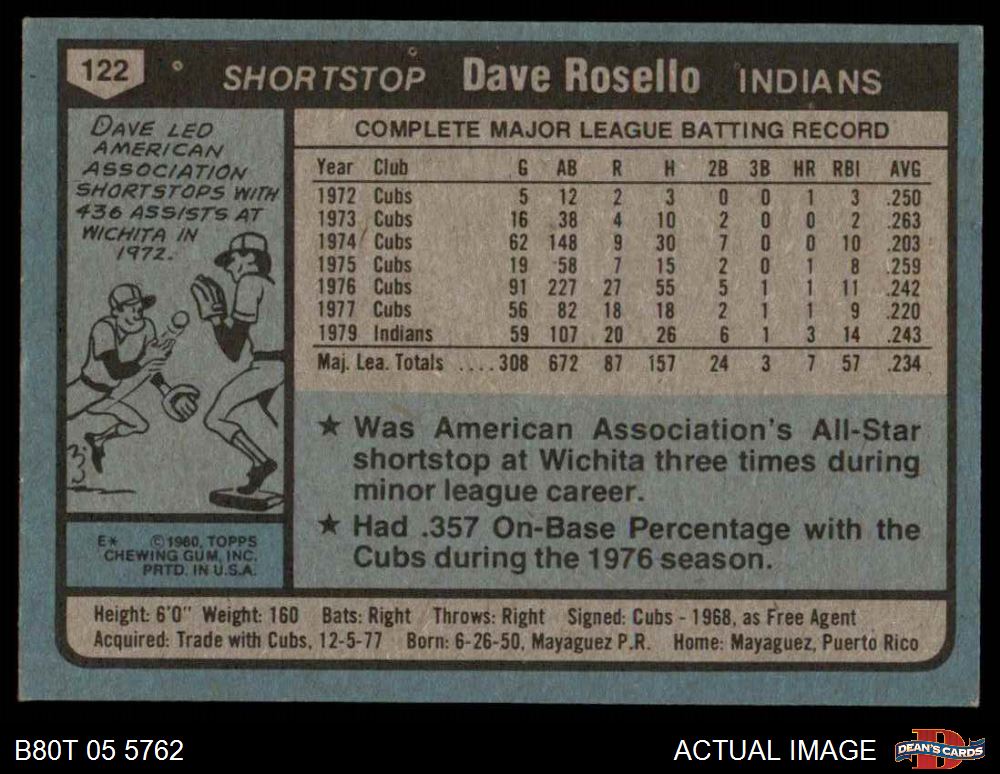 122 SHORTSTOP Dave Rosello INDIANS
DAVE LED
AMERICAN
ASSOCIATION
SHORTSTOPS WITH
436 ASSISTS AT
WICHITA IN
1972.
E* ©1980, TOPPS
CHEWING GUM, INC.
PRTD. IN U.S.A.
COMPLETE MAJOR LEAGUE BATTING RECORD
Year Club G AB R H 2B 3B HR RBI AVG
1972 Cubs 5 12 2 3 0 0 1 3 .250
1973 Cubs 16 38 4 10 2 0 0 2 .263
1974 Cubs 62 148 9 30 7 0 0 10 .203
1975 Cubs 19 58 7 15 2 0 1 8 .259
1976 Cubs 91 227 27 55 5 1 1 11 .242
1977 Cubs 56 82 18 18 2 1 1 9 .220
1979 Indians 59 107 20 26 6 1 3 14 .243
Maj. Lea. Totals ....308 672 87 157 24 3 7 57 .234
★ Was American Association's All-Star
shortstop at Wichita three times during
minor league career.
★ Had .357 On-Base Percentage with the
Cubs during the 1976 season.
Height: 6'0" Weight: 160 Bats: Right Throws: Right Signed: Cubs - 1968, as Free Agent
Acquired: Trade with Cubs, 12-5-77 Born: 6-26-50, Mayaguez P.R. Home: Mayaguez, Puerto Rico
B80T 05 5762 ACTUAL IMAGE DEAN'S CARDS